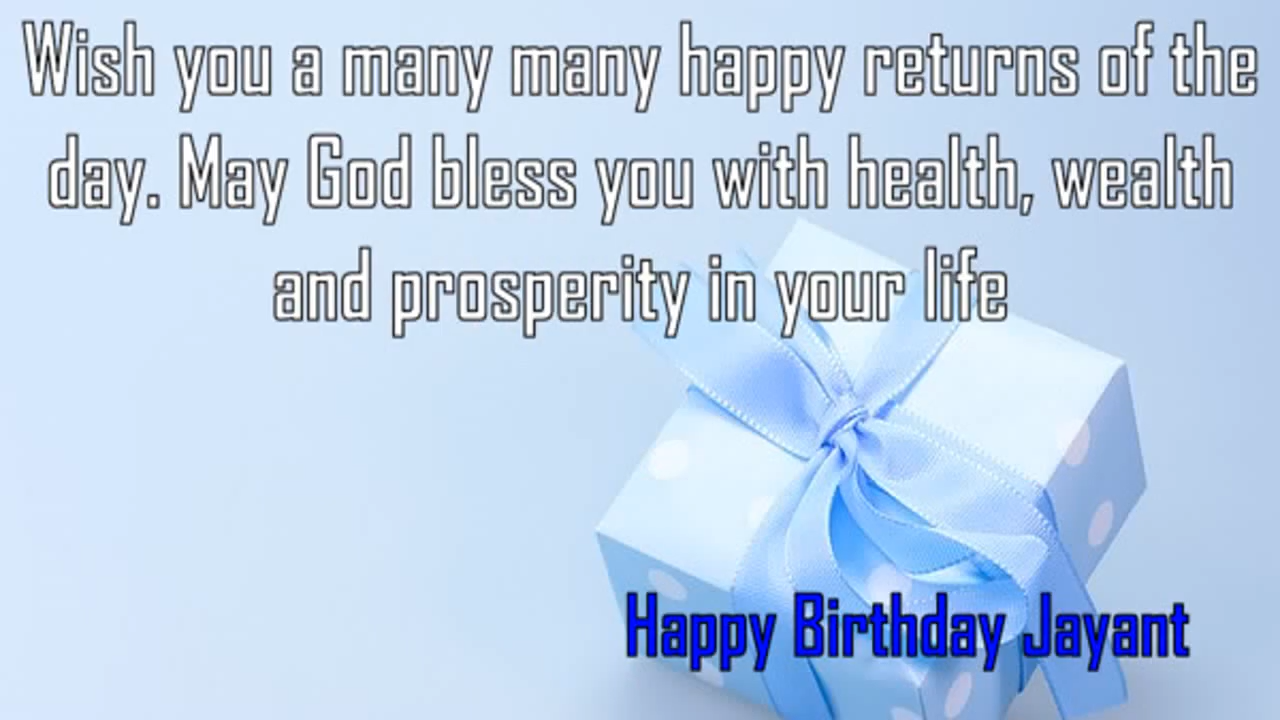 Wish you a many many happy returns of the
day. May God bless you with health, wealth
and prosperity in your life
Happy Birthday Jayant